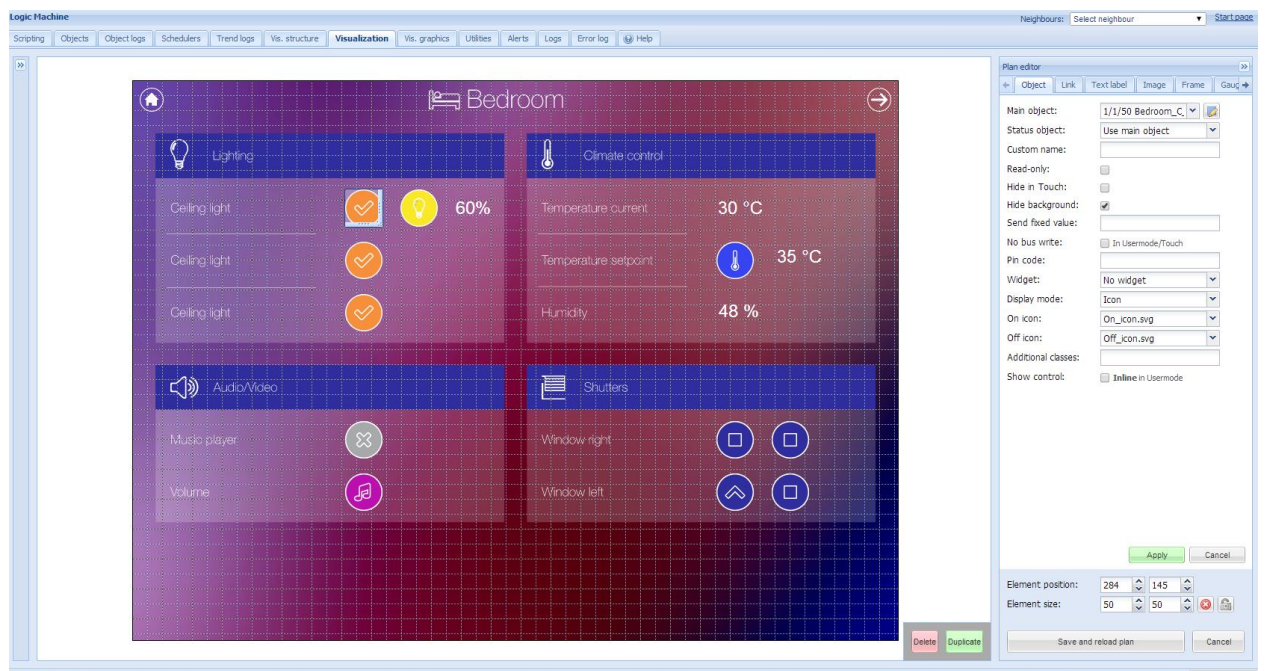 Logic Machine
Neighbours: Select neighbour Start page
Scripting Objects Object logs Schedulers Trend logs Vis. structure Visualization Vis. graphics Utilities Alerts Logs Error log Help
Plan editor
Object Link Text label Image Frame Gaug
Bedroom
Lighting
Ceiling light 60%
Ceiling light
Ceiling light
Climate control
Temperature current 30 °C
Temperature setpoint 35 °C
Humidity 48 %
Audio/Video
Music player
Volume
Shutters
Window right
Window left
Delete Duplicate
Main object: 1/1/50 Bedroom_C
Status object: Use main object
Custom name:
Read-only:
Hide in Touch:
Hide background:
Send fixed value:
No bus write: In Usermode/Touch
Pin code:
Widget: No widget
Display mode: Icon
On icon: On_icon.svg
Off icon: Off_icon.svg
Additional classes:
Show control: Inline in Usermode
Apply Cancel
Element position: 284 145
Element size: 50 50
Save and reload plan Cancel